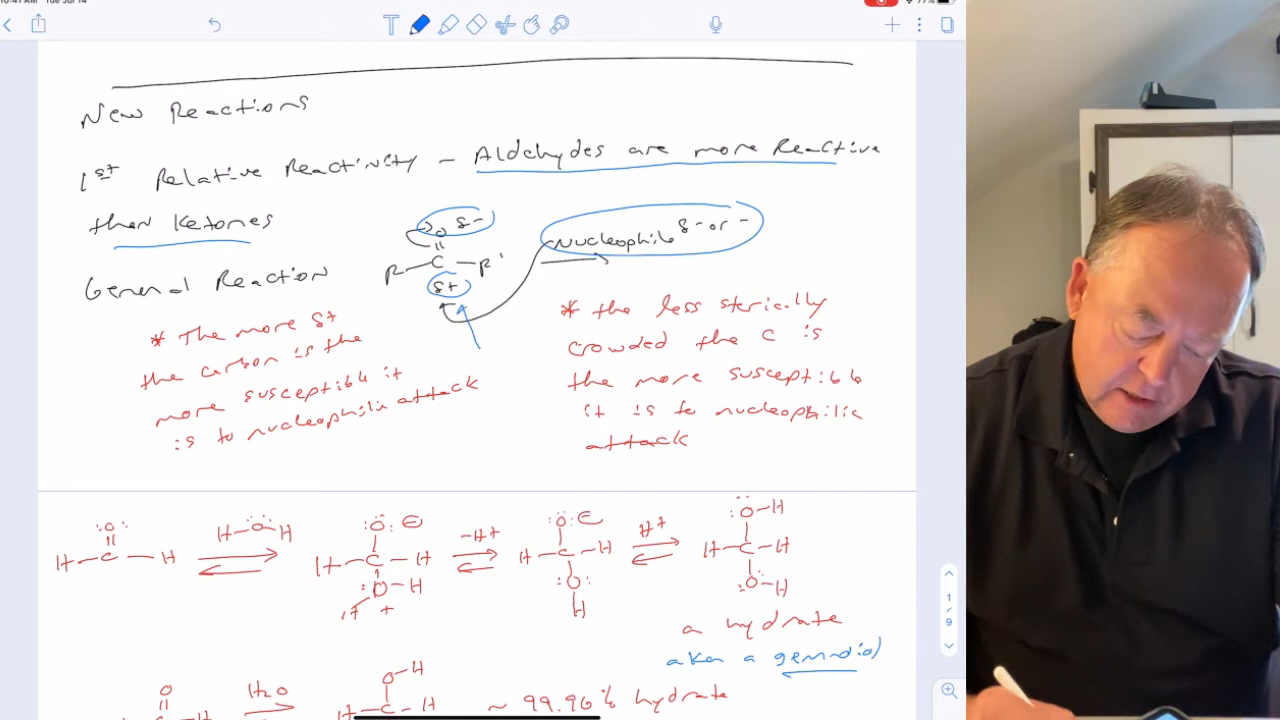 New Reactions
1st Relative Reactivity - Aldehydes are more Reactive
than Ketones
General Reaction
O δ-
R C R'
δ+
Nucleophile δ- or -
* The more δ+
the carbon is the
more susceptible it
is to nucleophilic attack
* the less sterically
crowded the C is
the more susceptible
it is to nucleophilic
attack
H-C-H
H-O-H
-H+
H+
a hydrate
aka a gem-diol
H2O
~ 99.96% hydrate
1
/
9